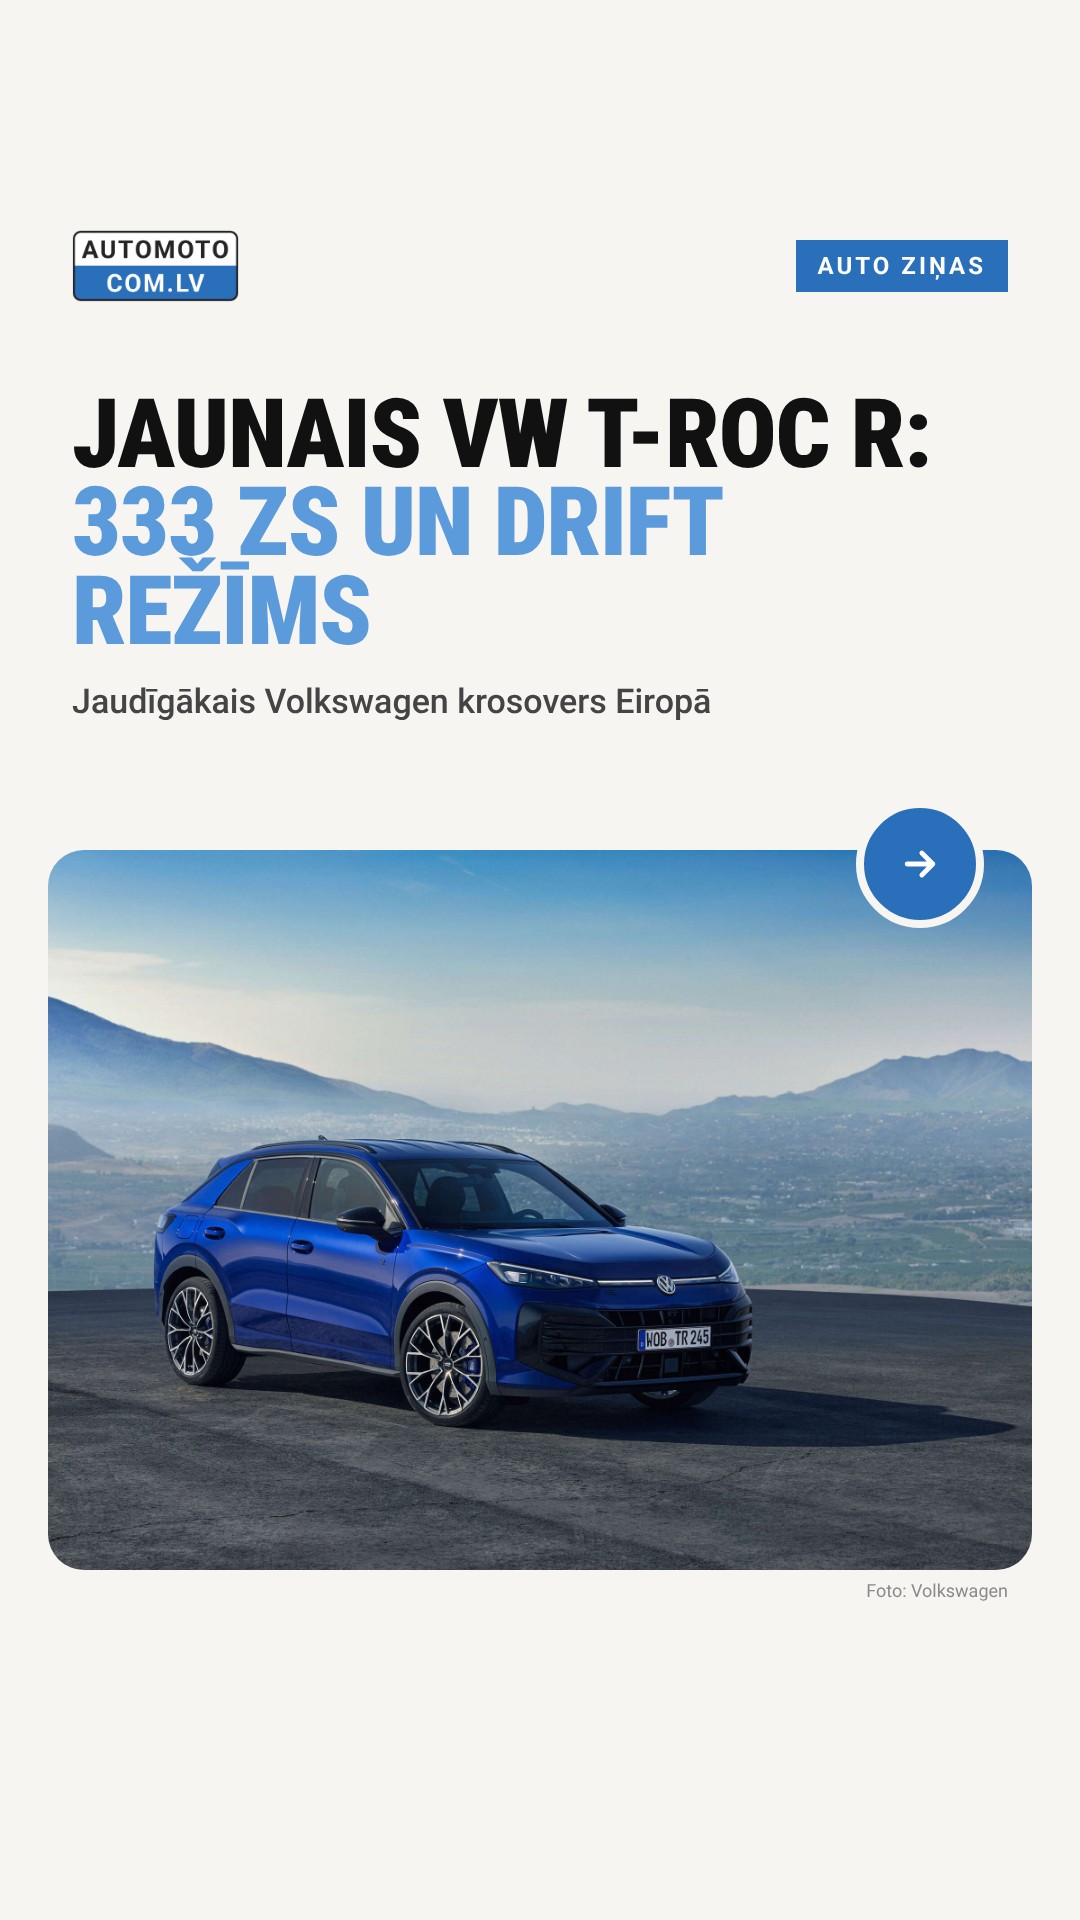 AUTOMOTO
COM.LV
AUTO ZIŅAS
JAUNAIS VW T-ROC R:
333 ZS UN DRIFT
REŽĪMS
Jaudīgākais Volkswagen krosovers Eiropā
WOB TR 245
Foto: Volkswagen